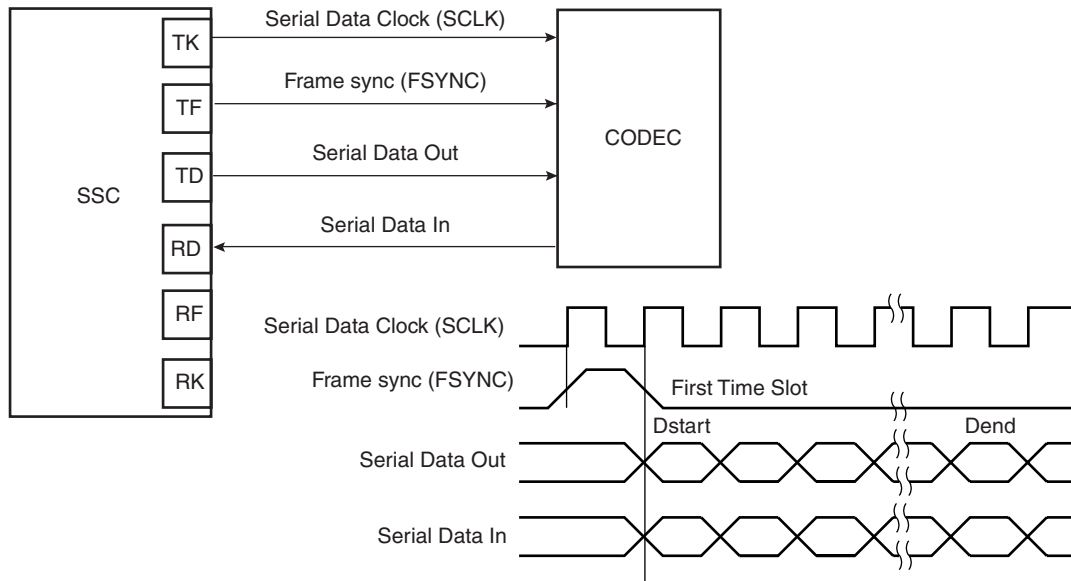 SSC
TK
TF
TD
RD
RF
RK
Serial Data Clock (SCLK)
Frame sync (FSYNC)
Serial Data Out
Serial Data In
CODEC
Serial Data Clock (SCLK)
Frame sync (FSYNC)
First Time Slot
Dstart
Dend
Serial Data Out
Serial Data In